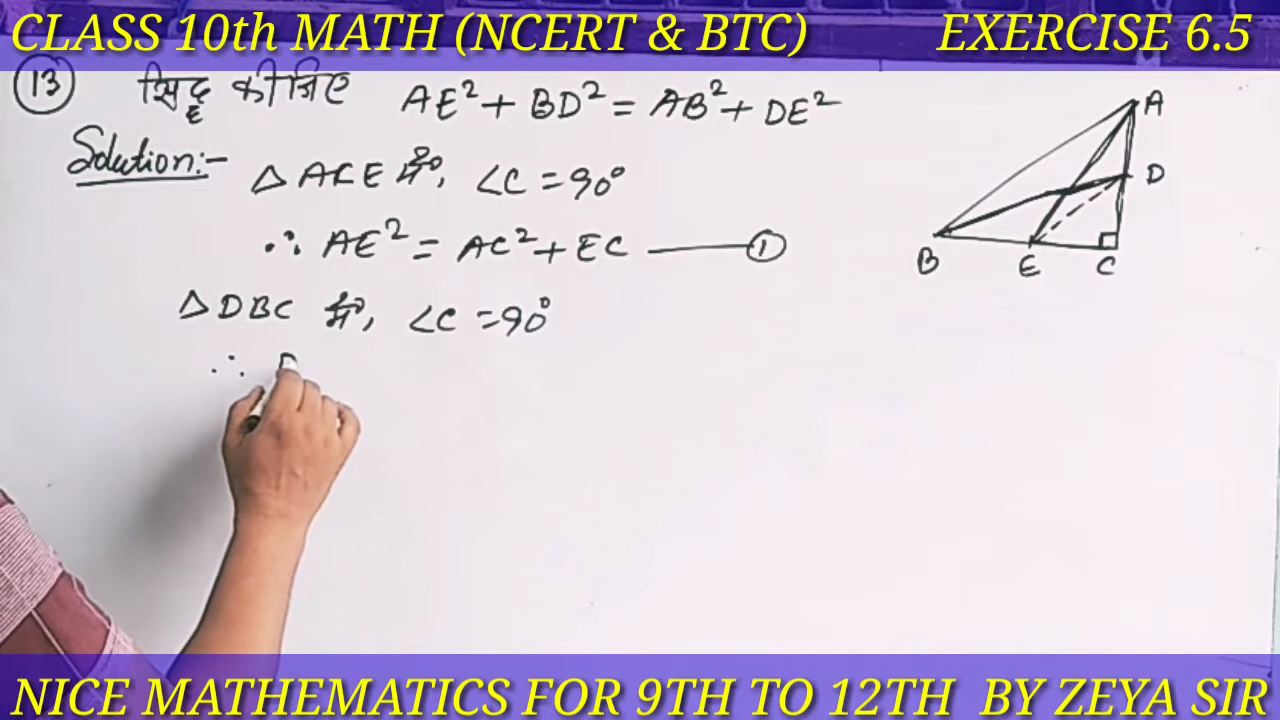 CLASS 10th MATH (NCERT & BTC) EXERCISE 6.5
13 सिद्ध कीजिए AE² + BD² = AB² + DE²
Solution:-
△ACE में, ∠C = 90°
∴ AE² = AC² + EC —— 1
△DBC में, ∠C = 90°
∴
A
D
B E C
NICE MATHEMATICS FOR 9TH TO 12TH BY ZEYA SIR